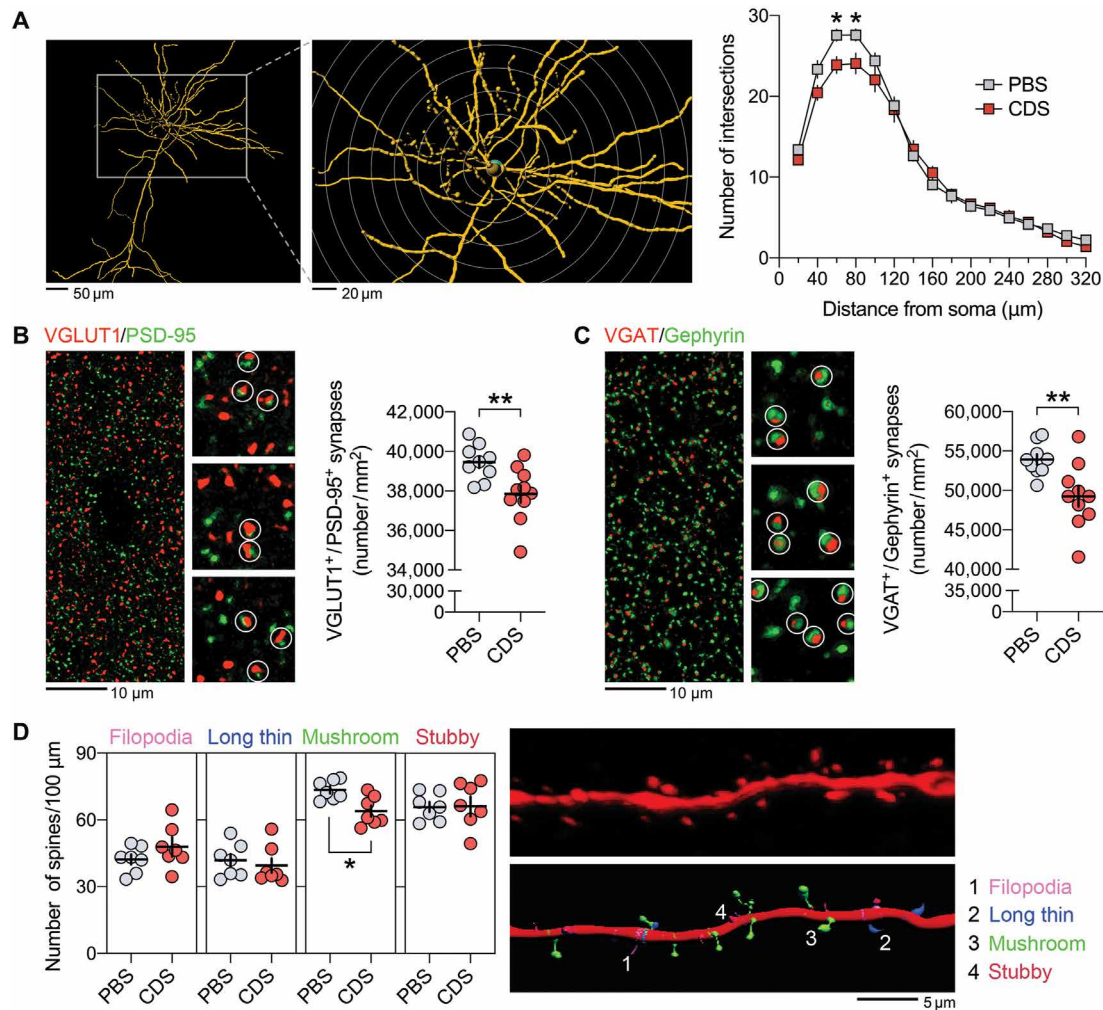 A
50 µm
20 µm
Number of intersections
30
20
10
0
* *
PBS
CDS
40 80 120 160 200 240 280 320
Distance from soma (µm)
B
VGLUT1/PSD-95
10 µm
VGLUT1+/PSD-95+ synapses
(number/mm2)
**
42,000
40,000
38,000
36,000
34,000
30,000
0
PBS
CDS
C
VGAT/Gephyrin
10 µm
VGAT+/Gephyrin+ synapses
(number/mm2)
**
60,000
55,000
50,000
45,000
40,000
30,000
0
PBS
CDS
D
Filopodia Long thin Mushroom Stubby
Number of spines/100 µm
90
60
30
0
*
PBS CDS PBS CDS PBS CDS PBS CDS
4
1
3
2
1 Filopodia
2 Long thin
3 Mushroom
4 Stubby
5 µm